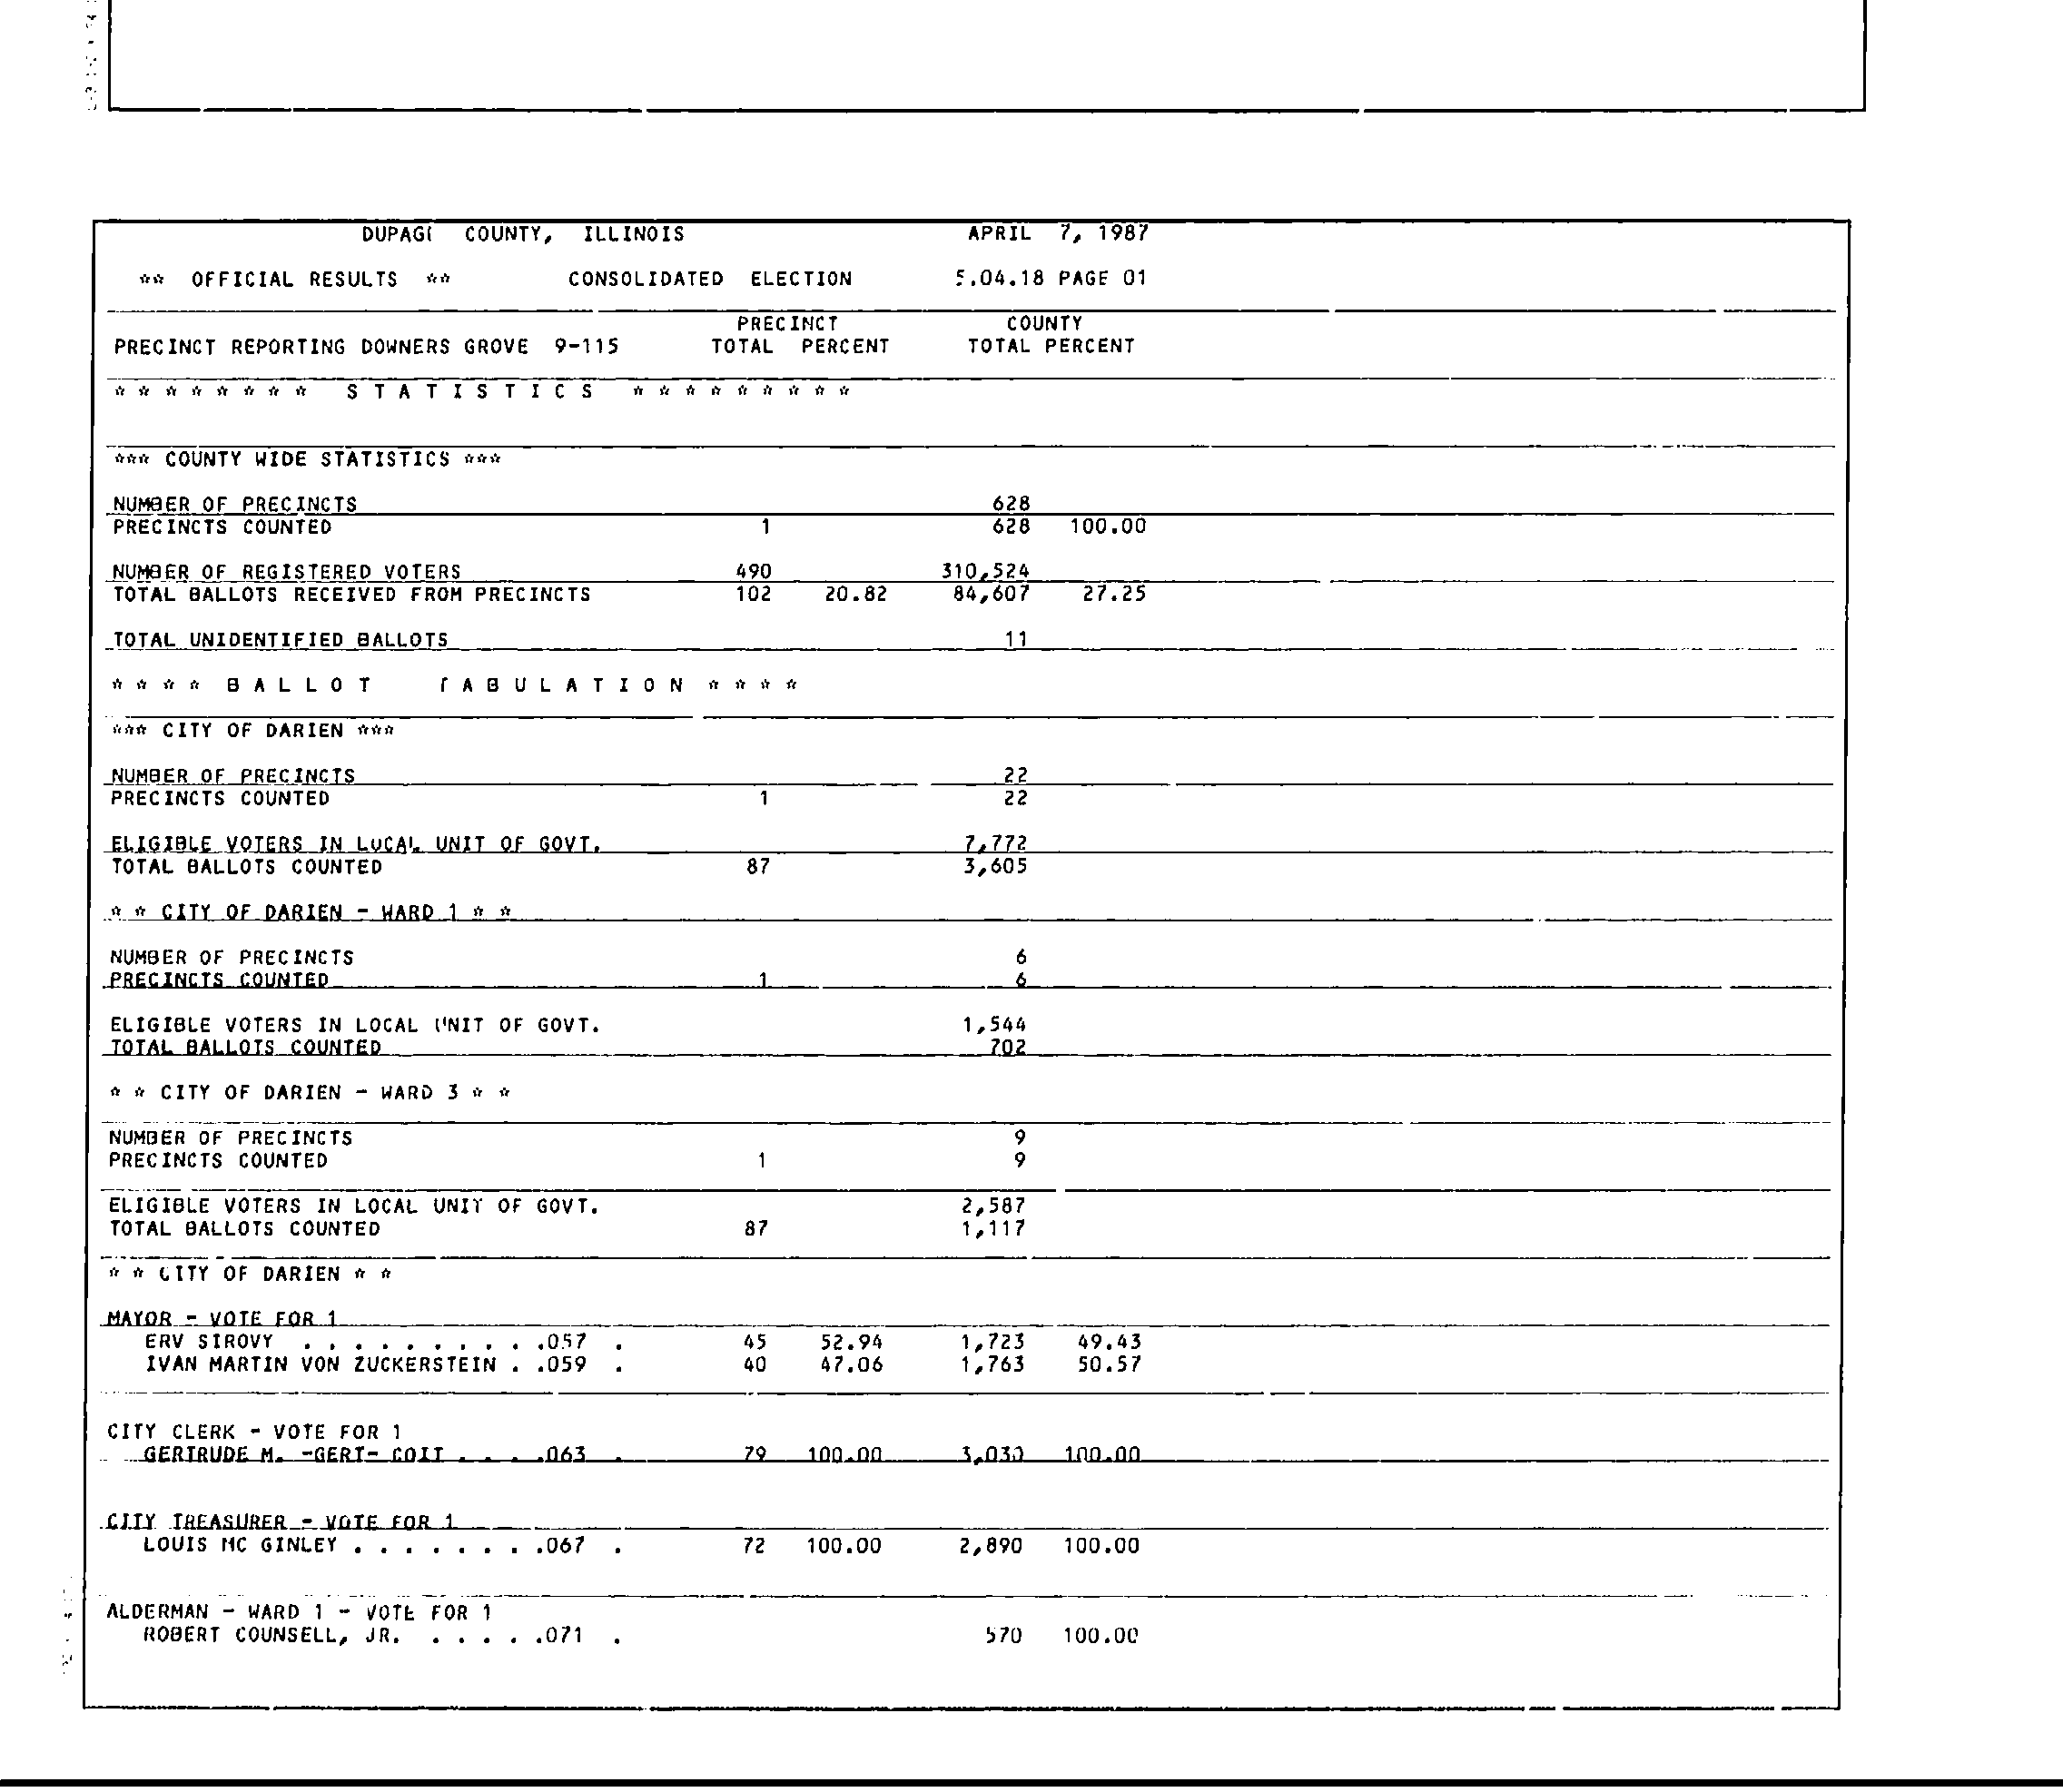 DUPAGE COUNTY, ILLINOIS APRIL 7, 1987
** OFFICIAL RESULTS ** CONSOLIDATED ELECTION 5.04.18 PAGE 01
PRECINCT COUNTY
PRECINCT REPORTING DOWNERS GROVE 9-115 TOTAL PERCENT TOTAL PERCENT
* * * * * * * * S T A T I S T I C S * * * * * * * * *
*** COUNTY WIDE STATISTICS ***
NUMBER OF PRECINCTS 628
PRECINCTS COUNTED 1 628 100.00
NUMBER OF REGISTERED VOTERS 490 310,524
TOTAL BALLOTS RECEIVED FROM PRECINCTS 102 20.82 84,607 27.25
TOTAL UNIDENTIFIED BALLOTS 11
* * * * B A L L O T T A B U L A T I O N * * * *
*** CITY OF DARIEN ***
NUMBER OF PRECINCTS 22
PRECINCTS COUNTED 1 22
ELIGIBLE VOTERS IN LOCAL UNIT OF GOVT. 7,772
TOTAL BALLOTS COUNTED 87 3,605
* * CITY OF DARIEN - WARD 1 * *
NUMBER OF PRECINCTS 6
PRECINCTS COUNTED 1 6
ELIGIBLE VOTERS IN LOCAL UNIT OF GOVT. 1,544
TOTAL BALLOTS COUNTED 702
* * CITY OF DARIEN - WARD 3 * *
NUMBER OF PRECINCTS 9
PRECINCTS COUNTED 1 9
ELIGIBLE VOTERS IN LOCAL UNIT OF GOVT. 2,587
TOTAL BALLOTS COUNTED 87 1,117
* * CITY OF DARIEN * *
MAYOR - VOTE FOR 1
ERV SIROVY . . . . . . . . . .057 . 45 52.94 1,723 49.43
IVAN MARTIN VON ZUCKERSTEIN . .059 . 40 47.06 1,763 50.57
CITY CLERK - VOTE FOR 1
GERTRUDE M. -GERT- COIT . . . .063 . 79 100.00 3,030 100.00
CITY TREASURER - VOTE FOR 1
LOUIS MC GINLEY . . . . . . . .067 . 72 100.00 2,890 100.00
ALDERMAN - WARD 1 - VOTE FOR 1
ROBERT COUNSELL, JR. . . . . .071 . 570 100.00